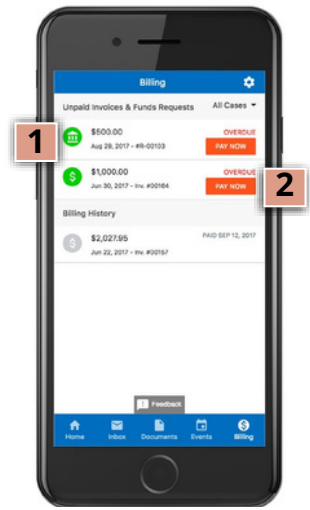 Billing
Unpaid Invoices & Funds Requests All Cases
1
$500.00 OVERDUE
Aug 29, 2017 - #R-00103 PAY NOW
$1,000.00 OVERDUE
Jun 30, 2017 - Inv. #00164 PAY NOW
2
Billing History
$2,027.95 PAID SEP 12, 2017
Jun 22, 2017 - Inv. #00157
! Feedback
Home Inbox Documents Events Billing